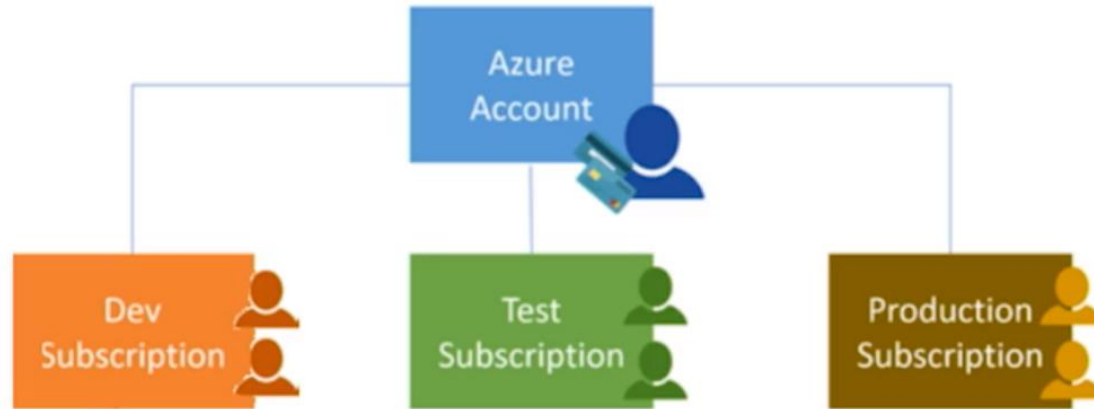 Azure
Account
Dev
Subscription
Test
Subscription
Production
Subscription